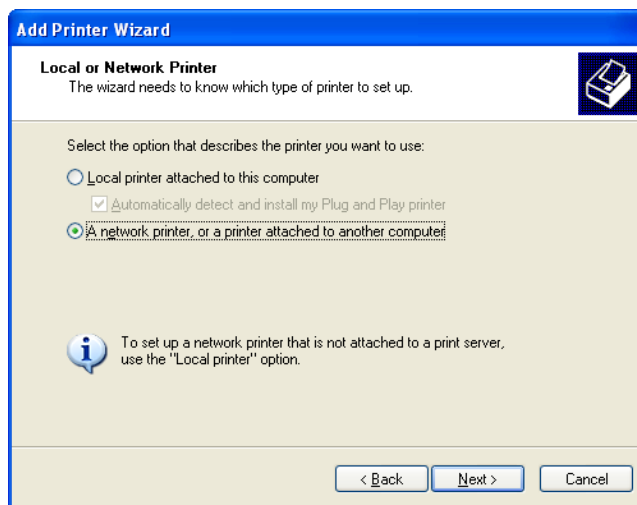 Add Printer Wizard
Local or Network Printer
The wizard needs to know which type of printer to set up.
Select the option that describes the printer you want to use:
Local printer attached to this computer
Automatically detect and install my Plug and Play printer
A network printer, or a printer attached to another computer
To set up a network printer that is not attached to a print server,
use the "Local printer" option.
< Back
Next >
Cancel